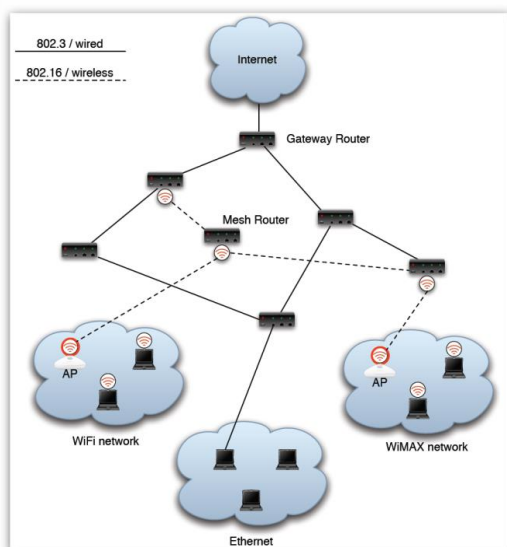 802.3 / wired
802.16 / wireless
Internet
Gateway Router
Mesh Router
AP
WiFi network
AP
WiMAX network
Ethernet